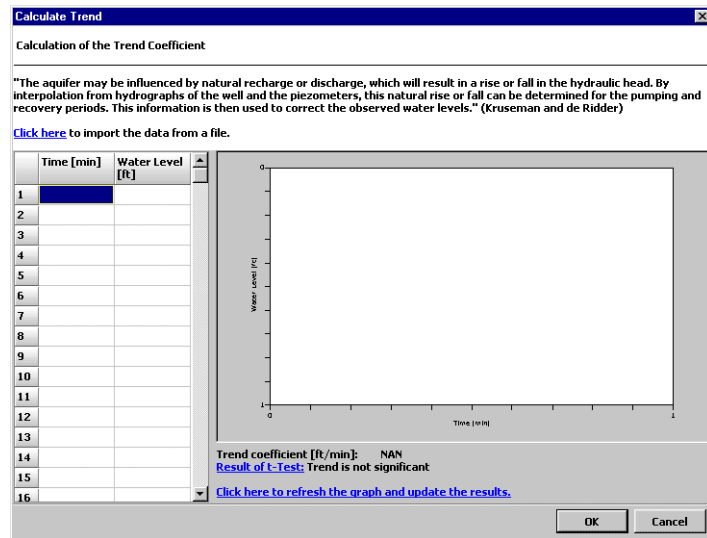 Calculate Trend
Calculation of the Trend Coefficient
"The aquifer may be influenced by natural recharge or discharge, which will result in a rise or fall in the hydraulic head. By
interpolation from hydrographs of the well and the piezometers, this natural rise or fall can be determined for the pumping and
recovery periods. This information is then used to correct the observed water levels." (Kruseman and de Ridder)
Click here to import the data from a file.
Time [min] Water Level
[ft]
1
2
3
4
5
6
7
8
9
10
11
12
13
14
15
16
0
Water Level [ft]
1
0 1
Time [min]
Trend coefficient [ft/min]: NAN
Result of t-Test: Trend is not significant
Click here to refresh the graph and update the results.
OK Cancel